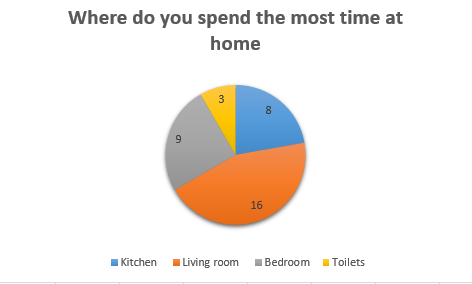 Where do you spend the most time at
home
3
8
9
16
Kitchen Living room Bedroom Toilets